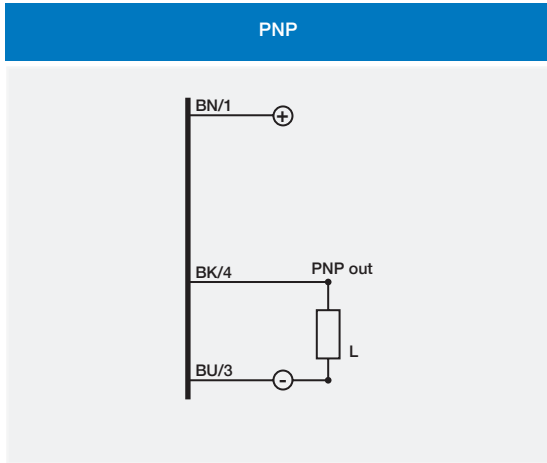 PNP
BN/1
+
BK/4
PNP out
L
BU/3
-